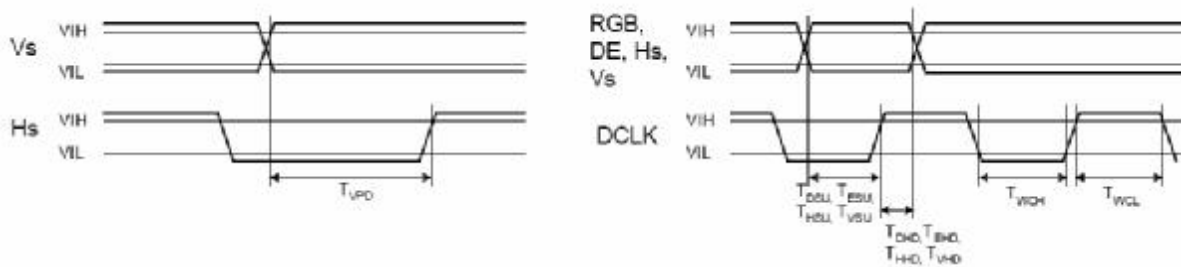 Vs
VIH
VIL
Hs
VIH
VIL
TVPD
RGB,
DE, Hs,
Vs
VIH
VIL
DCLK
VIH
VIL
TDSU, TESU,
THSU, TVSU
TDHD, TEHD,
THHD, TVHD
TWCH
TWCL